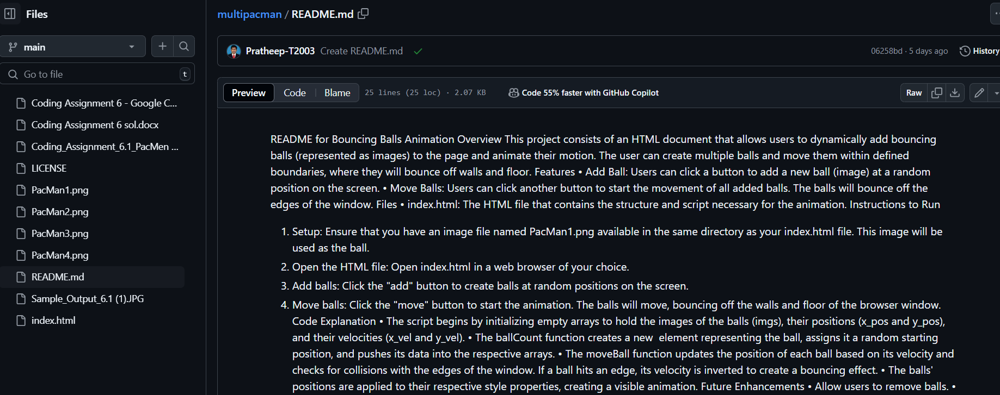 Files
main
Go to file
t
Coding Assignment 6 - Google C...
Coding Assignment 6 sol.docx
Coding_Assignment_6.1_PacMen ...
LICENSE
PacMan1.png
PacMan2.png
PacMan3.png
PacMan4.png
README.md
Sample_Output_6.1 (1).JPG
index.html
multipacman / README.md
Pratheep-T2003 Create README.md
06258bd · 5 days ago
History
Preview
Code
Blame
25 lines (25 loc) · 2.07 KB
Code 55% faster with GitHub Copilot
Raw
README for Bouncing Balls Animation Overview This project consists of an HTML document that allows users to dynamically add bouncing
balls (represented as images) to the page and animate their motion. The user can create multiple balls and move them within defined
boundaries, where they will bounce off walls and floor. Features • Add Ball: Users can click a button to add a new ball (image) at a random
position on the screen. • Move Balls: Users can click another button to start the movement of all added balls. The balls will bounce off the
edges of the window. Files • index.html: The HTML file that contains the structure and script necessary for the animation. Instructions to Run
1. Setup: Ensure that you have an image file named PacMan1.png available in the same directory as your index.html file. This image will be
used as the ball.
2. Open the HTML file: Open index.html in a web browser of your choice.
3. Add balls: Click the "add" button to create balls at random positions on the screen.
4. Move balls: Click the "move" button to start the animation. The balls will move, bouncing off the walls and floor of the browser window.
Code Explanation • The script begins by initializing empty arrays to hold the images of the balls (imgs), their positions (x_pos and y_pos),
and their velocities (x_vel and y_vel). • The ballCount function creates a new element representing the ball, assigns it a random starting
position, and pushes its data into the respective arrays. • The moveBall function updates the position of each ball based on its velocity and
checks for collisions with the edges of the window. If a ball hits an edge, its velocity is inverted to create a bouncing effect. • The balls'
positions are applied to their respective style properties, creating a visible animation. Future Enhancements • Allow users to remove balls. •